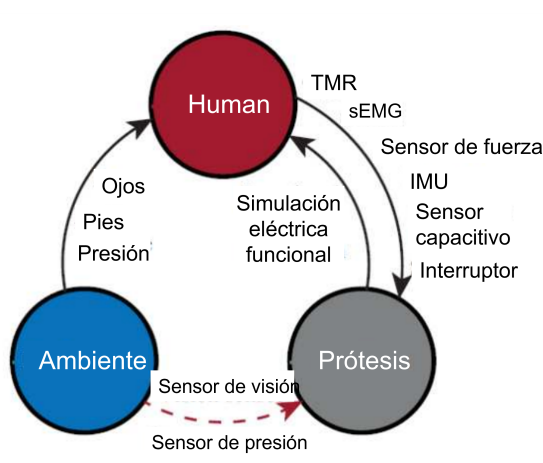 Human
TMR
sEMG
Sensor de fuerza
IMU
Sensor
capacitivo
Interruptor
Simulación
eléctrica
funcional
Ojos
Pies
Presión
Ambiente
Prótesis
Sensor de visión
Sensor de presión